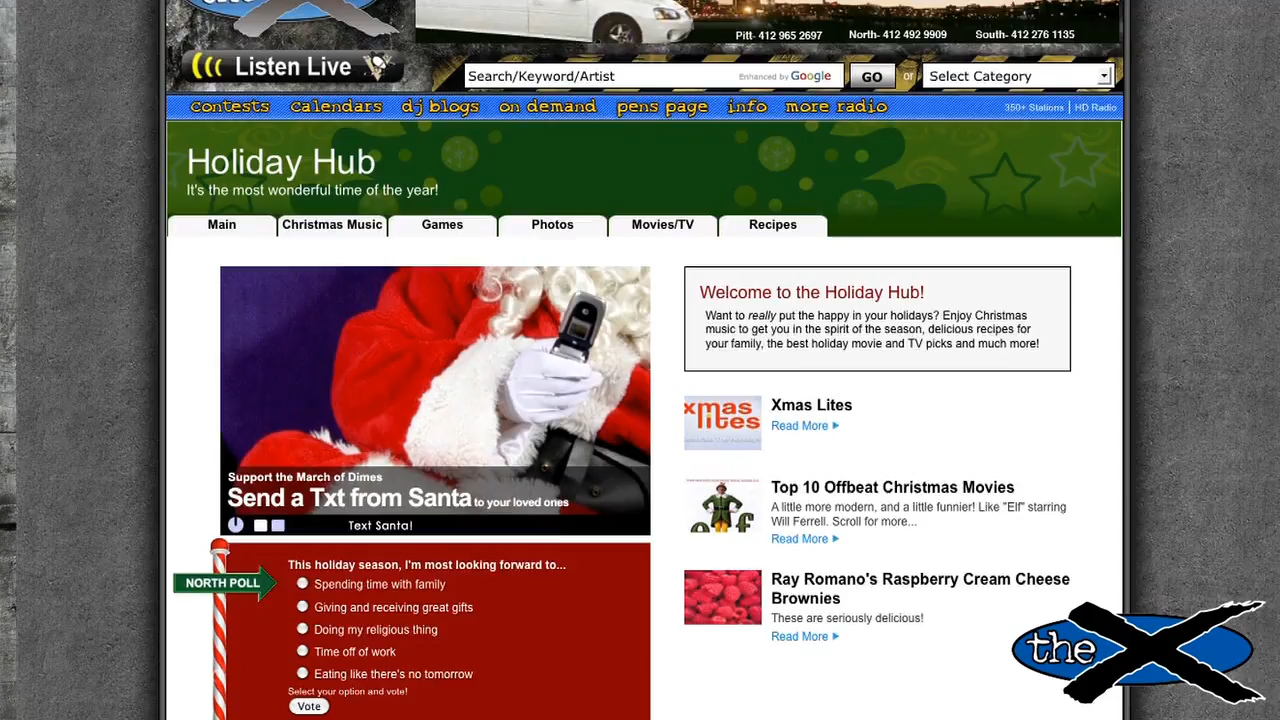 Pitt- 412 965 2697 North- 412 492 9909 South- 412 276 1135
Listen Live
Search/Keyword/Artist
Enhanced by Google
GO
or
Select Category
contests calendars dj blogs on demand pens page info more radio
350+ Stations | HD Radio
Holiday Hub
It's the most wonderful time of the year!
Main Christmas Music Games Photos Movies/TV Recipes
Support the March of Dimes
Send a Txt from Santa to your loved ones
Text Santa!
Welcome to the Holiday Hub!
Want to really put the happy in your holidays? Enjoy Christmas
music to get you in the spirit of the season, delicious recipes for
your family, the best holiday movie and TV picks and much more!
xmas
lites
Xmas Lites
Read More
Top 10 Offbeat Christmas Movies
A little more modern, and a little funnier! Like "Elf" starring
Will Ferrell. Scroll for more...
Read More
Ray Romano's Raspberry Cream Cheese
Brownies
These are seriously delicious!
Read More
NORTH POLL
This holiday season, I'm most looking forward to...
Spending time with family
Giving and receiving great gifts
Doing my religious thing
Time off of work
Eating like there's no tomorrow
Select your option and vote!
Vote
the X